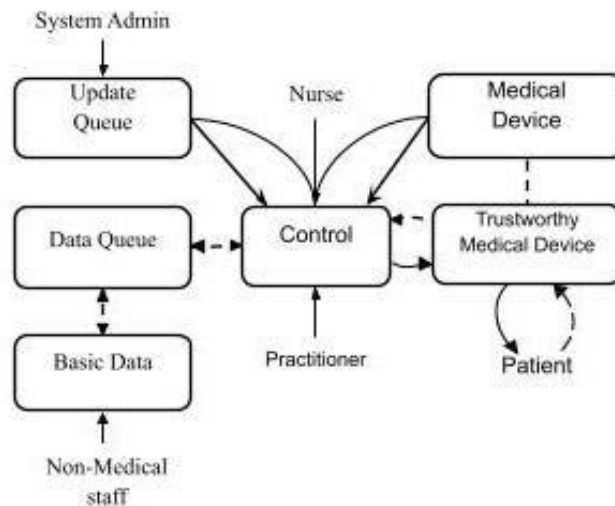 System Admin
Update
Queue
Nurse
Medical
Device
Data Queue
Control
Trustworthy
Medical Device
Basic Data
Practitioner
Patient
Non-Medical
staff